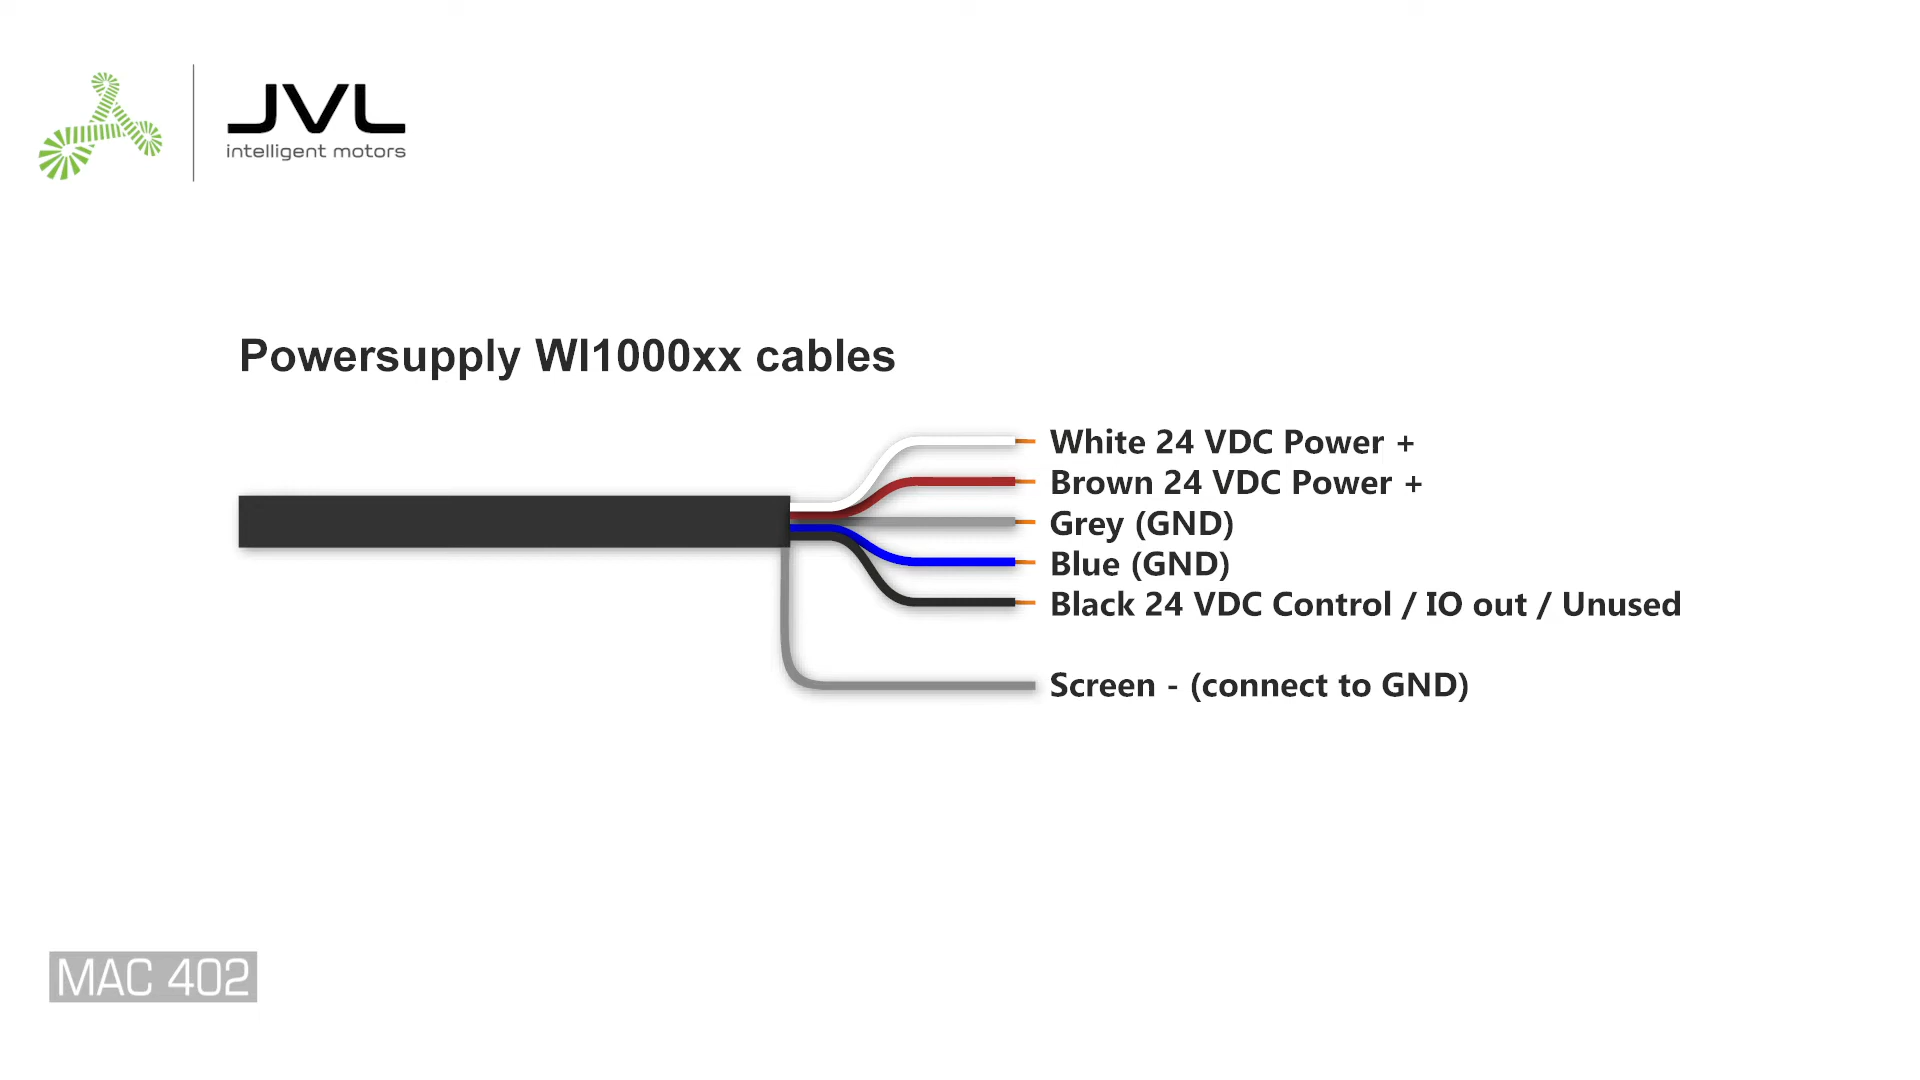 JVL
intelligent motors
Powersupply WI1000xx cables
White 24 VDC Power +
Brown 24 VDC Power +
Grey (GND)
Blue (GND)
Black 24 VDC Control / IO out / Unused
Screen - (connect to GND)
MAC 402